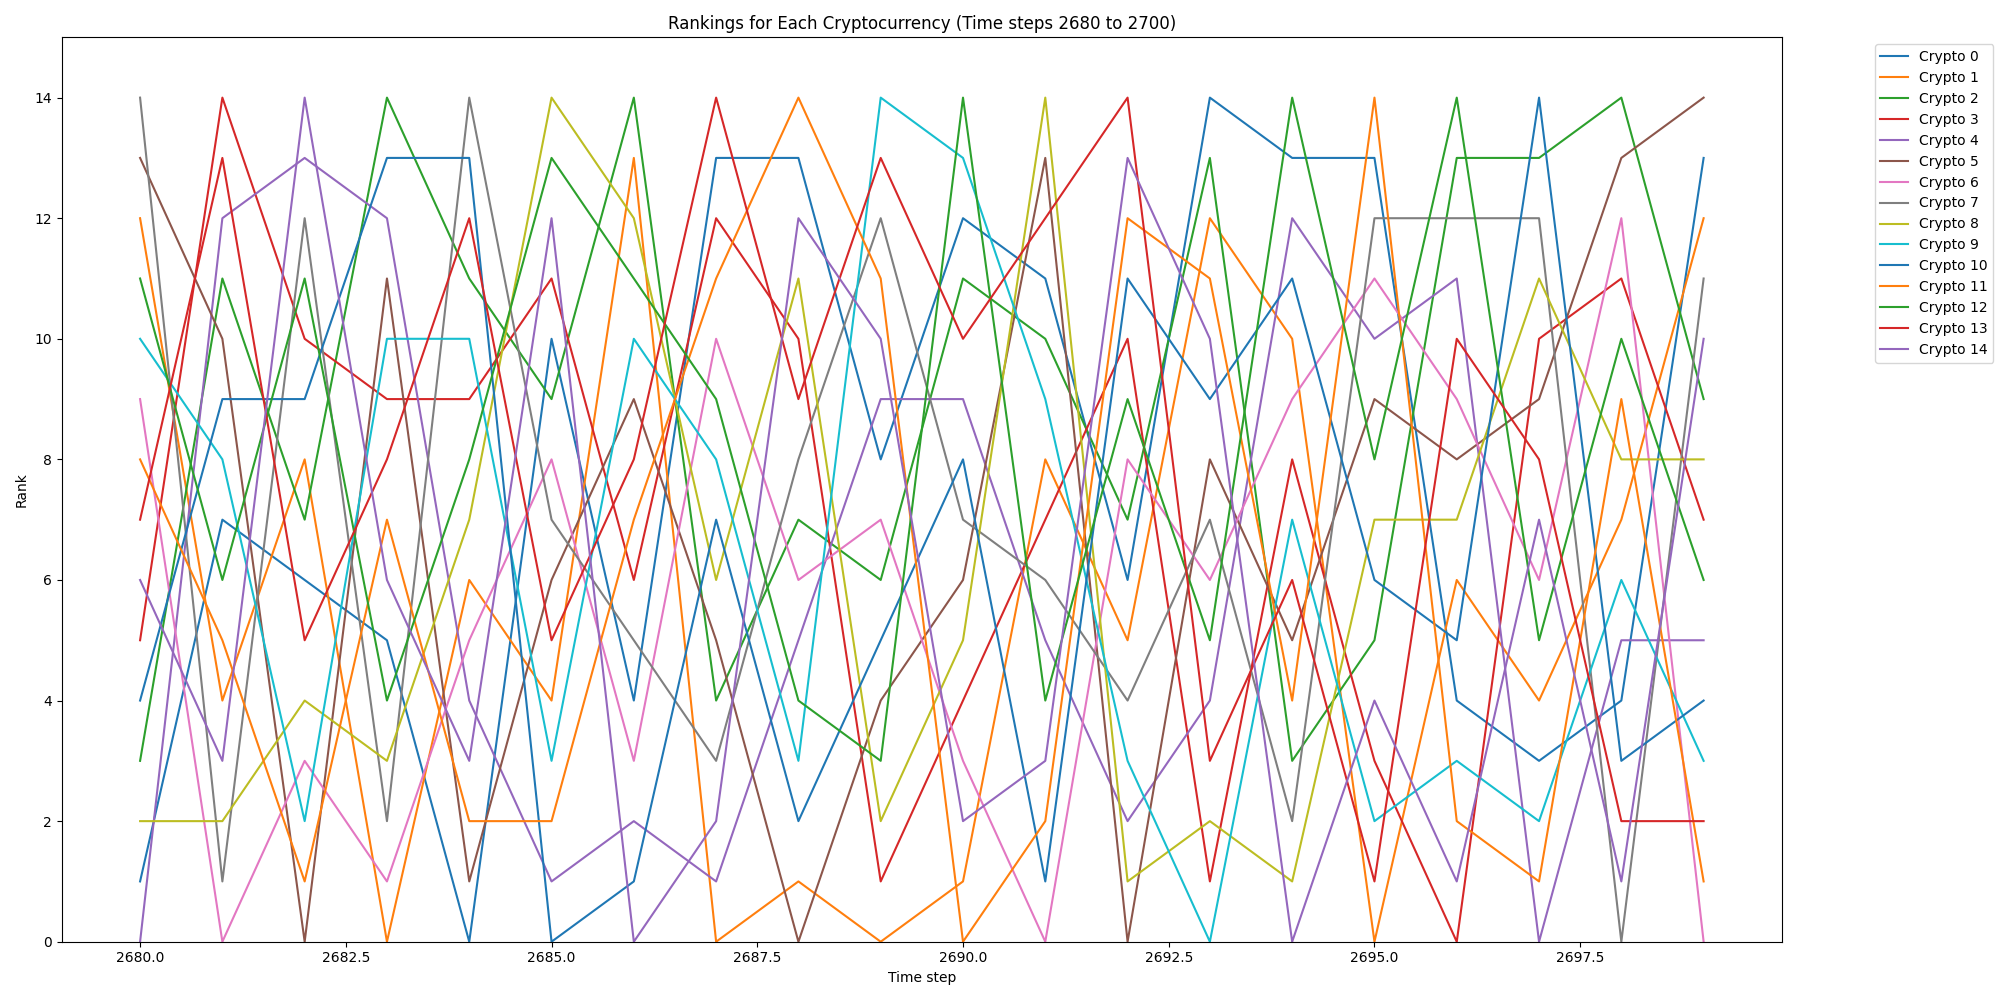 Rankings for Each Cryptocurrency (Time steps 2680 to 2700)
Rank
14
12
10
8
6
4
2
0
2680.0
2682.5
2685.0
2687.5
2690.0
2692.5
2695.0
2697.5
Time step
Crypto 0
Crypto 1
Crypto 2
Crypto 3
Crypto 4
Crypto 5
Crypto 6
Crypto 7
Crypto 8
Crypto 9
Crypto 10
Crypto 11
Crypto 12
Crypto 13
Crypto 14